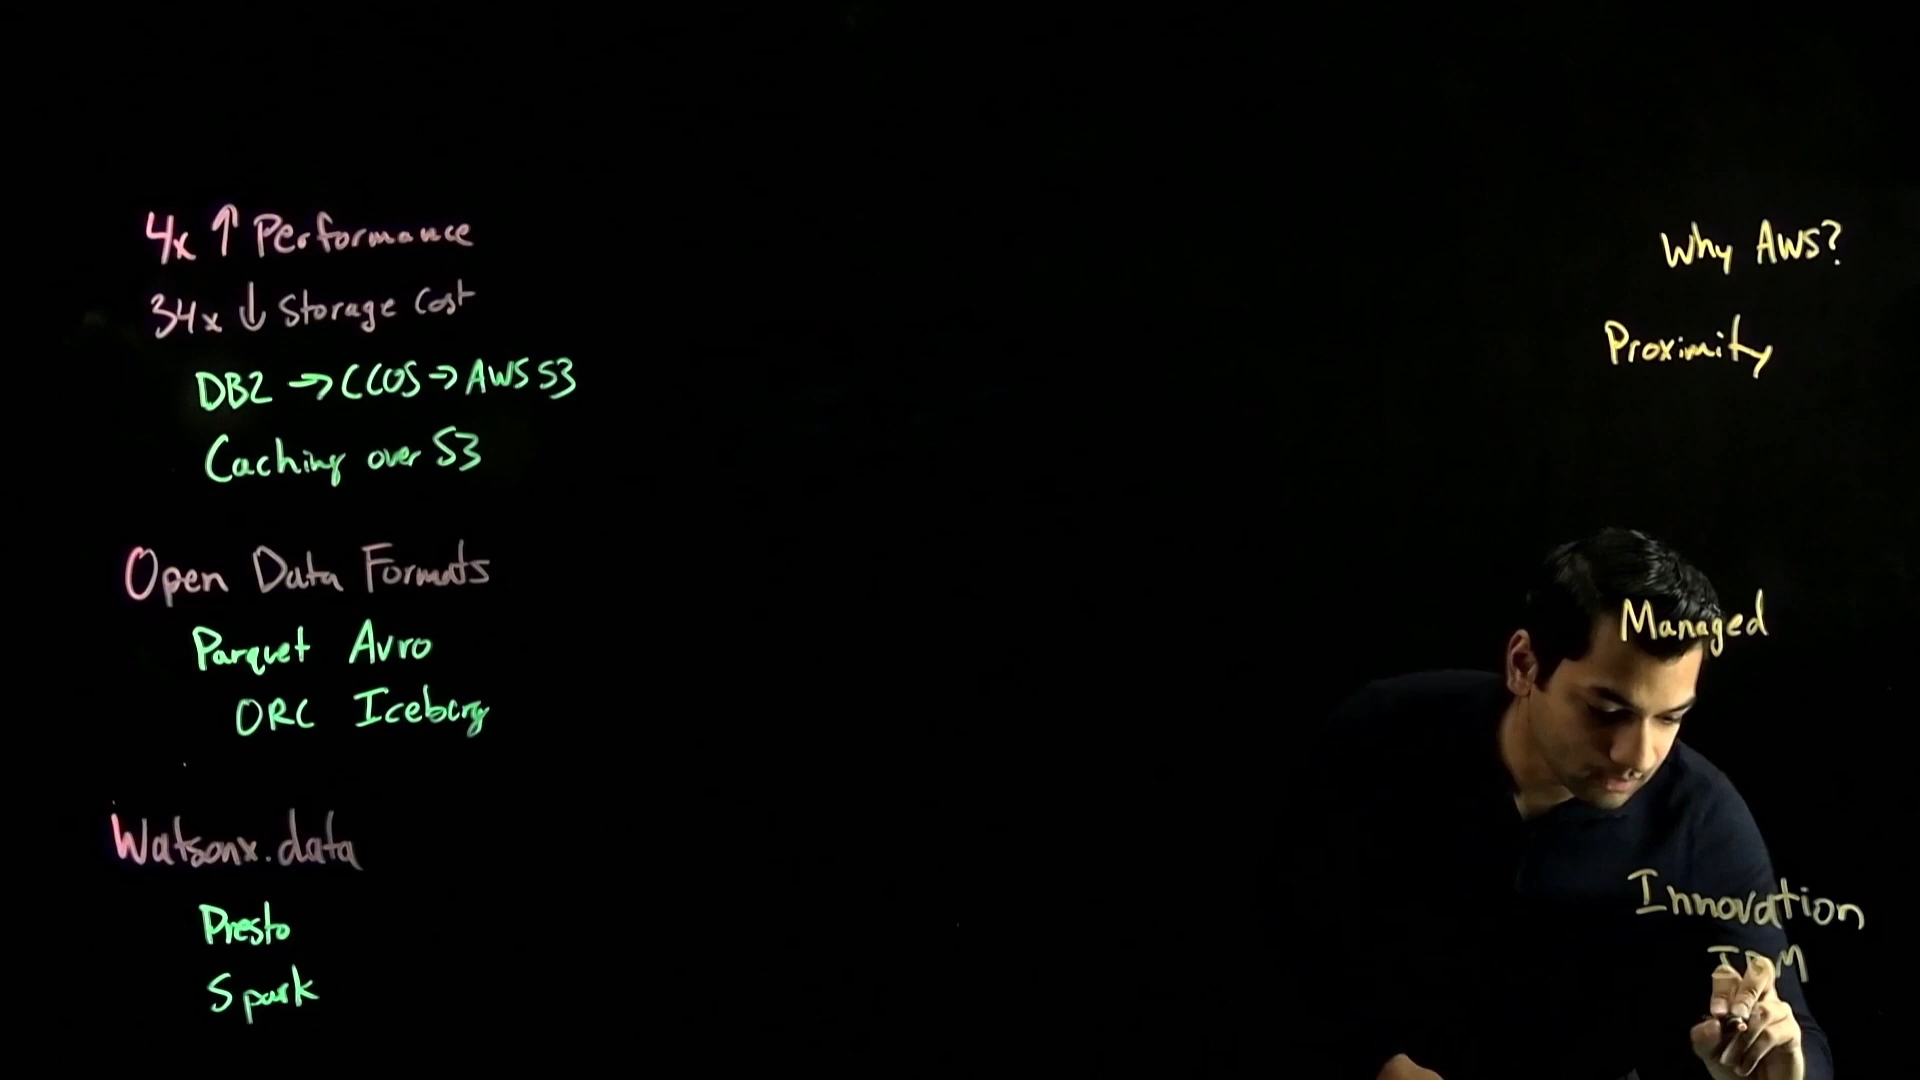 4x ↑ Performance
34x ↓ Storage Cost
DB2 → CCOS → AWS S3
Caching over S3
Open Data Formats
Parquet Avro
ORC Iceberg
Watsonx.data
Presto
Spark
Why AWS?
Proximity
Managed
Innovation
IBM